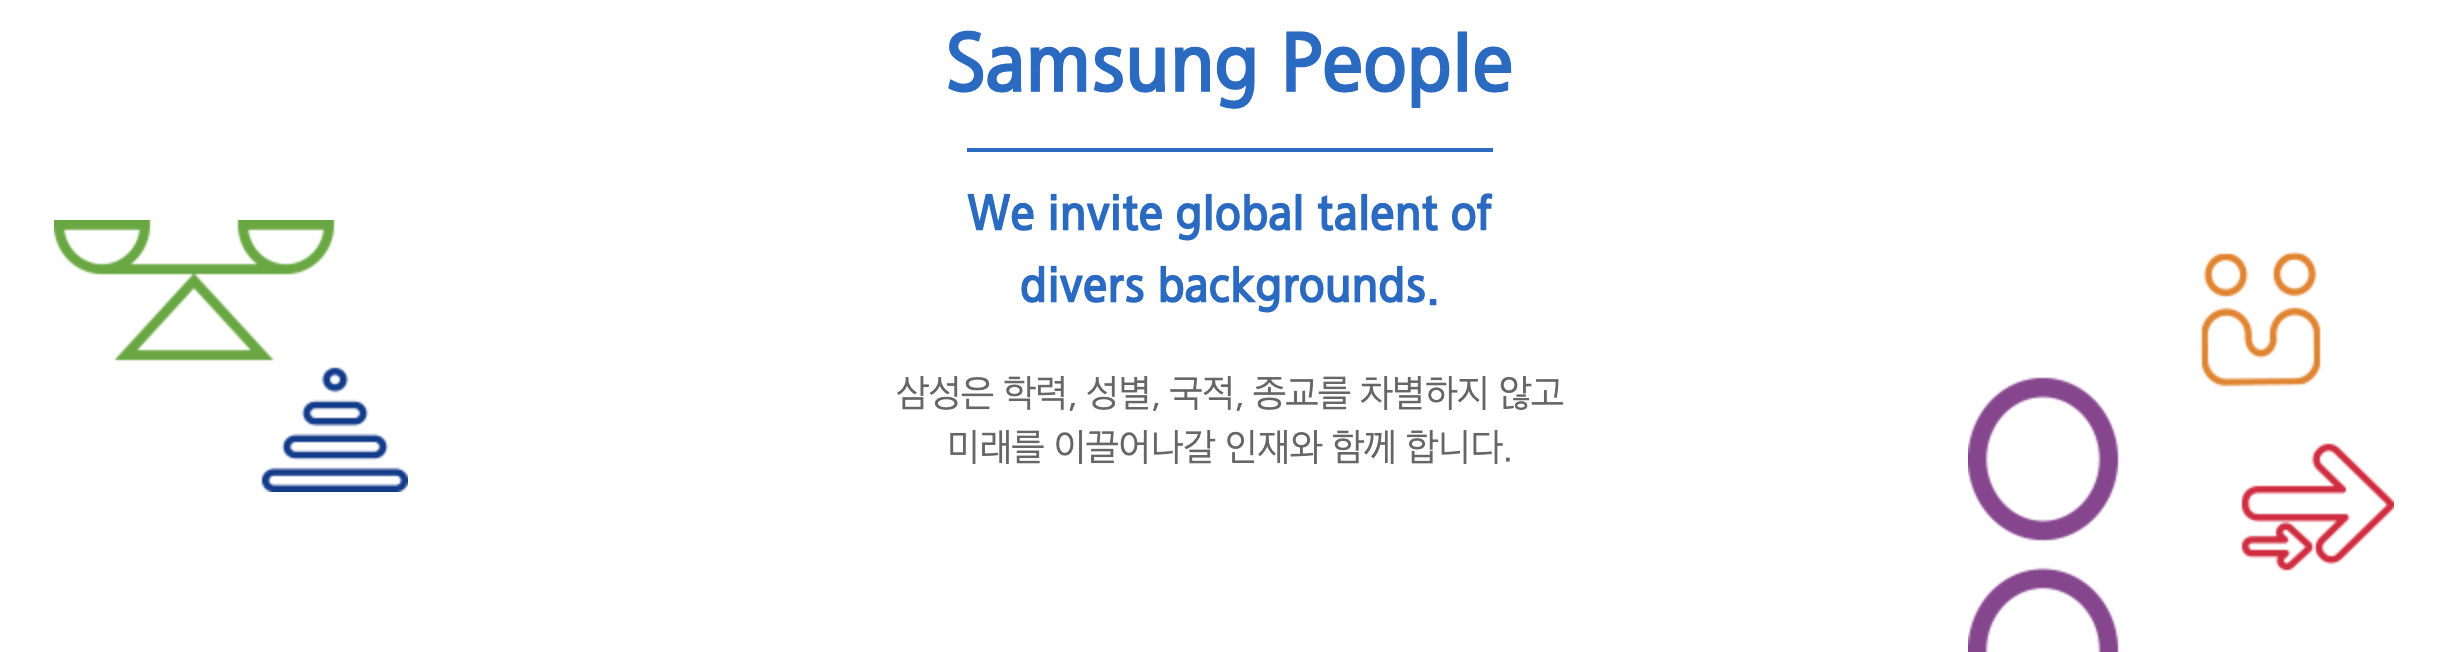 Samsung People
We invite global talent of
divers backgrounds.
삼성은 학력, 성별, 국적, 종교를 차별하지 않고
미래를 이끌어나갈 인재와 함께 합니다.